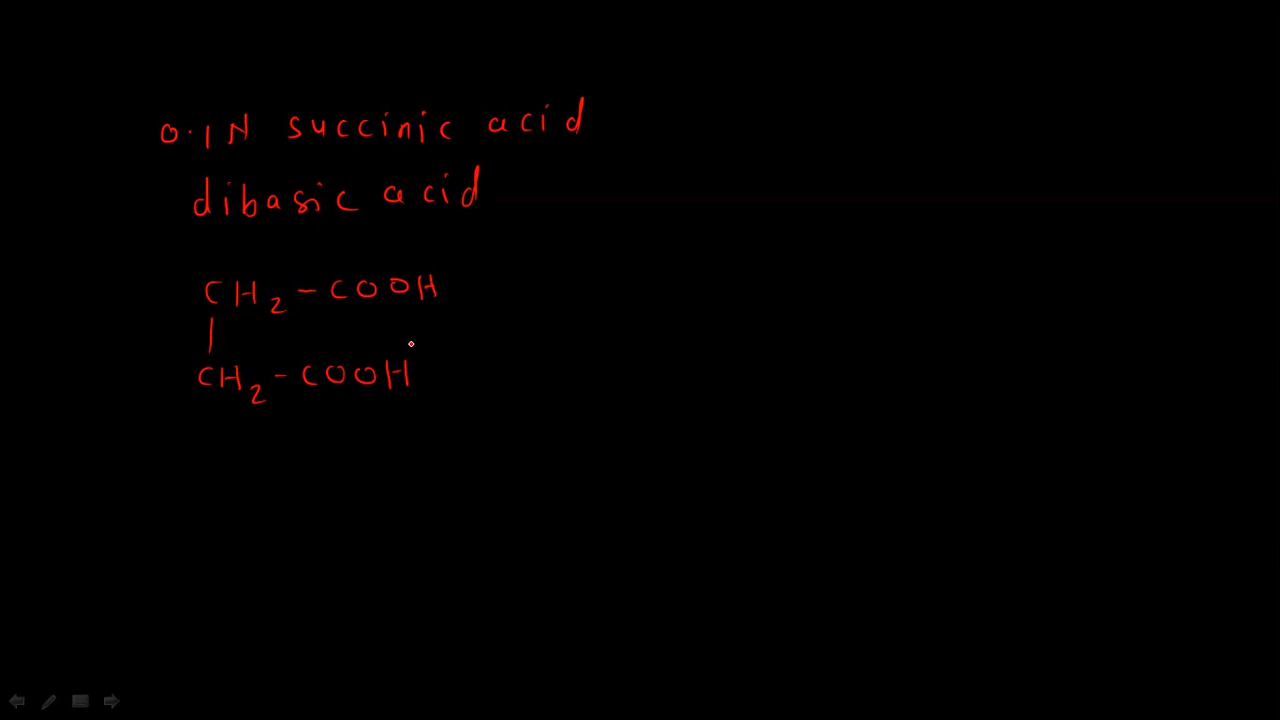 0.1N succinic acid
dibasic acid
CH2-COOH
|
CH2-COOH